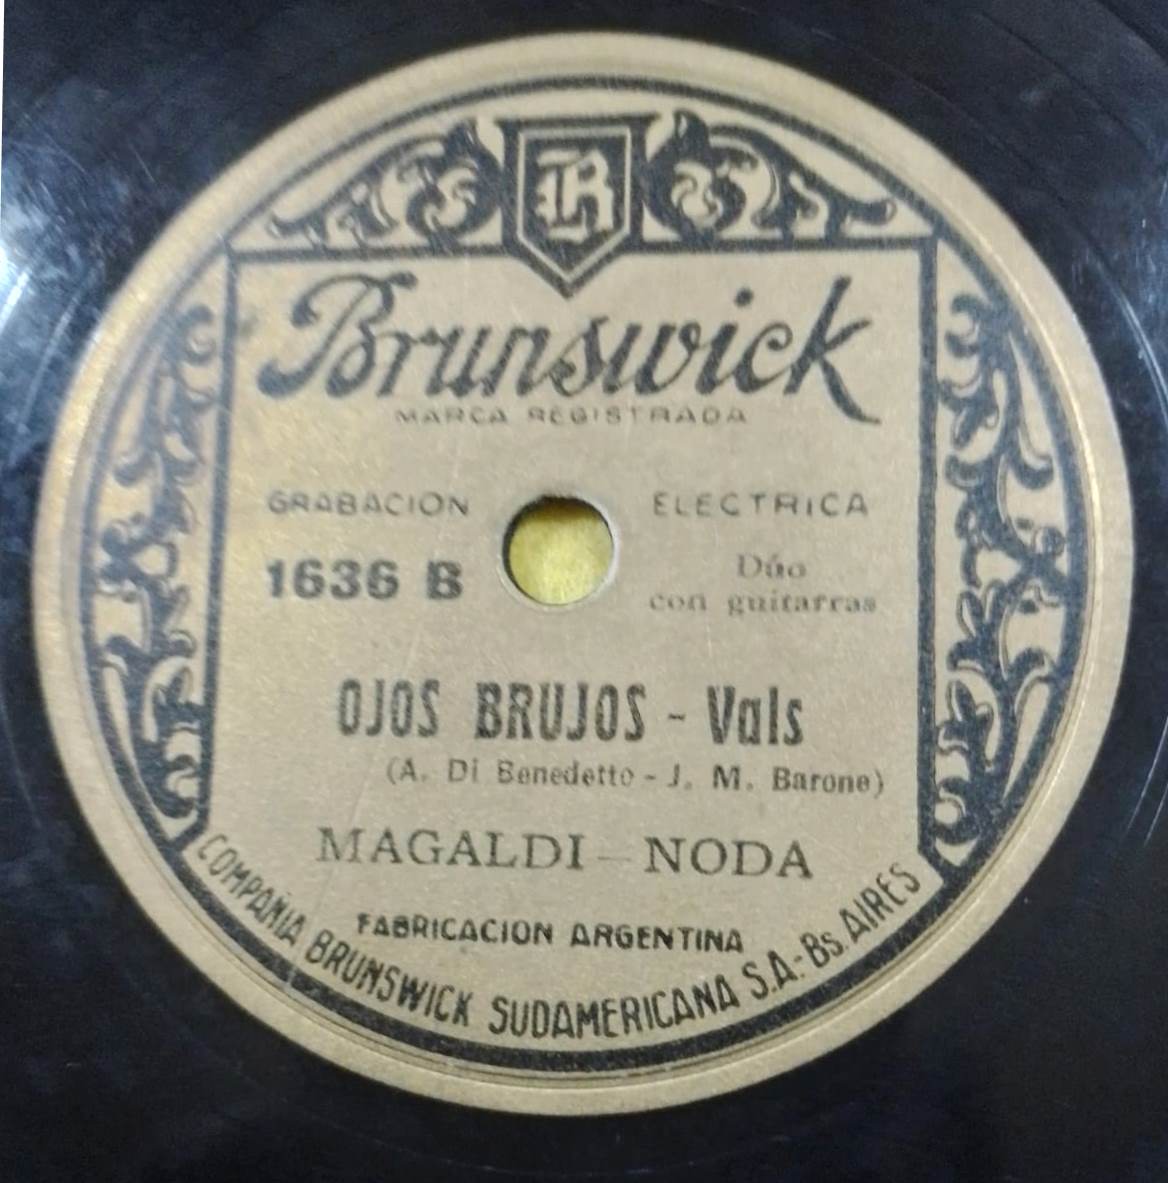 B
Brunswick
MARCA REGISTRADA
GRABACION ELECTRICA
1636 B
Dúo
con guitarras
OJOS BRUJOS - Vals
(A. Di Benedetto - J. M. Barone)
MAGALDI - NODA
FABRICACION ARGENTINA
COMPAÑIA BRUNSWICK SUDAMERICANA S.A.- Bs. AIRES